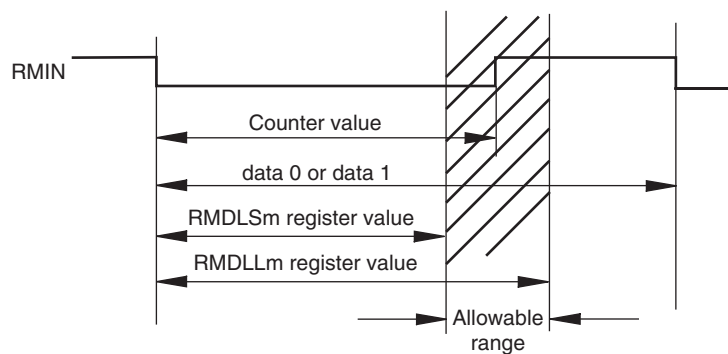 RMIN
Counter value
data 0 or data 1
RMDLSm register value
RMDLLm register value
Allowable
range